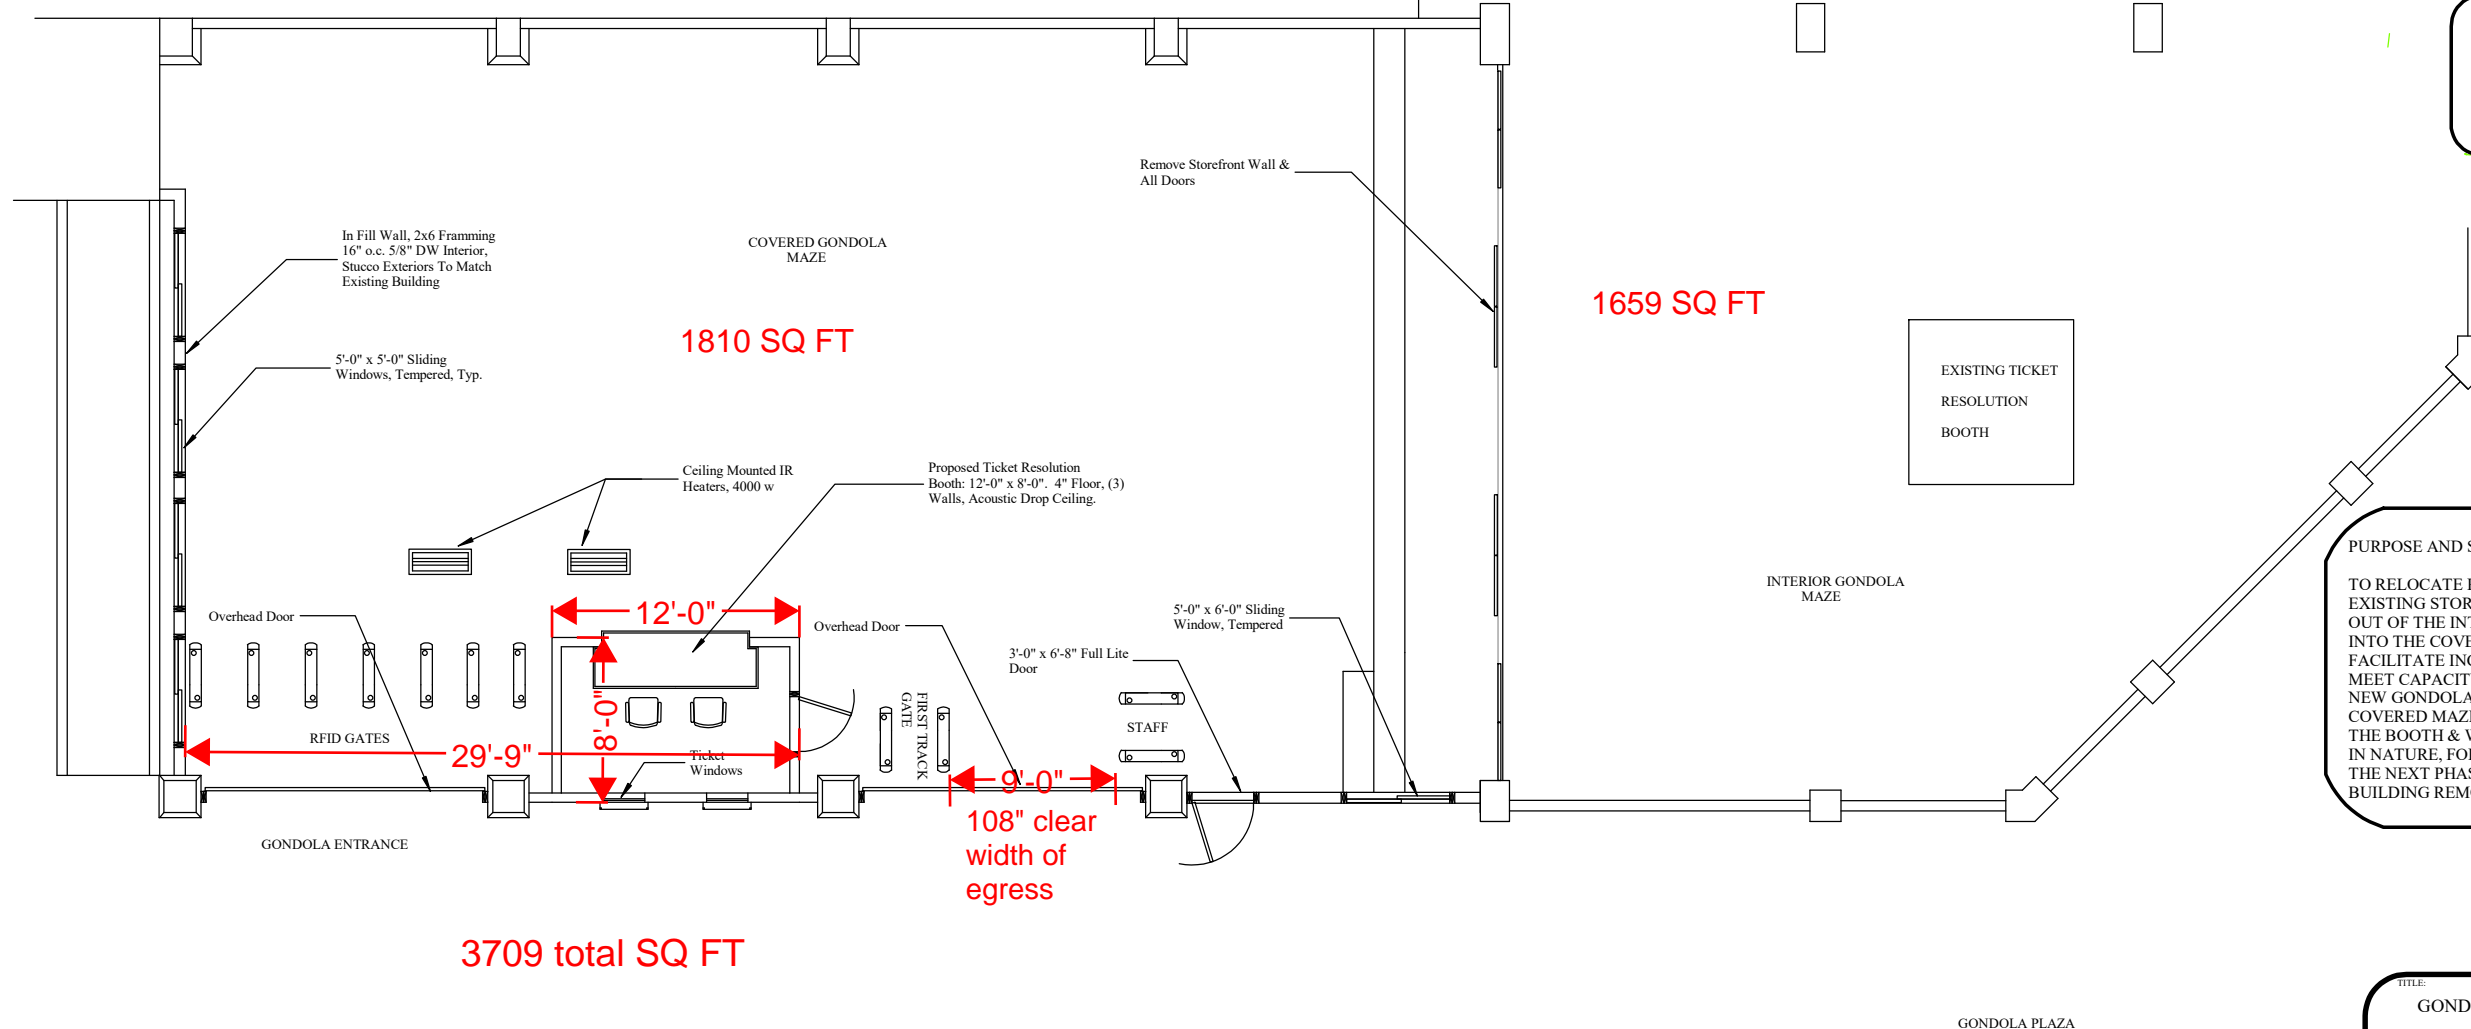 Remove Storefront Wall &
All Doors
In Fill Wall, 2x6 Framming
16" o.c. 5/8" DW Interior,
Stucco Exteriors To Match
Existing Building
COVERED GONDOLA
MAZE
1810 SQ FT
1659 SQ FT
5'-0" x 5'-0" Sliding
Windows, Tempered, Typ.
EXISTING TICKET
RESOLUTION
BOOTH
Ceiling Mounted IR
Heaters, 4000 w
Proposed Ticket Resolution
Booth: 12'-0" x 8'-0".  4" Floor, (3)
Walls, Acoustic Drop Ceiling.
PURPOSE AND S
TO RELOCATE
EXISTING STOR
OUT OF THE INT
INTO THE COVE
FACILITATE INC
MEET CAPACIT
NEW GONDOLA
COVERED MAZ
THE BOOTH &
IN NATURE, FO
THE NEXT PHAS
BUILDING REM
INTERIOR GONDOLA
MAZE
Overhead Door
12'-0"
Overhead Door
5'-0" x 6'-0" Sliding
Window, Tempered
3'-0" x 6'-8" Full Lite
Door
8'-0"
FIRST TRACK
GATE
STAFF
RFID GATES
29'-9"
Ticket
Windows
9'-0"
108" clear
width of
egress
GONDOLA ENTRANCE
3709 total SQ FT
TITLE:
GOND
GONDOLA PLAZA